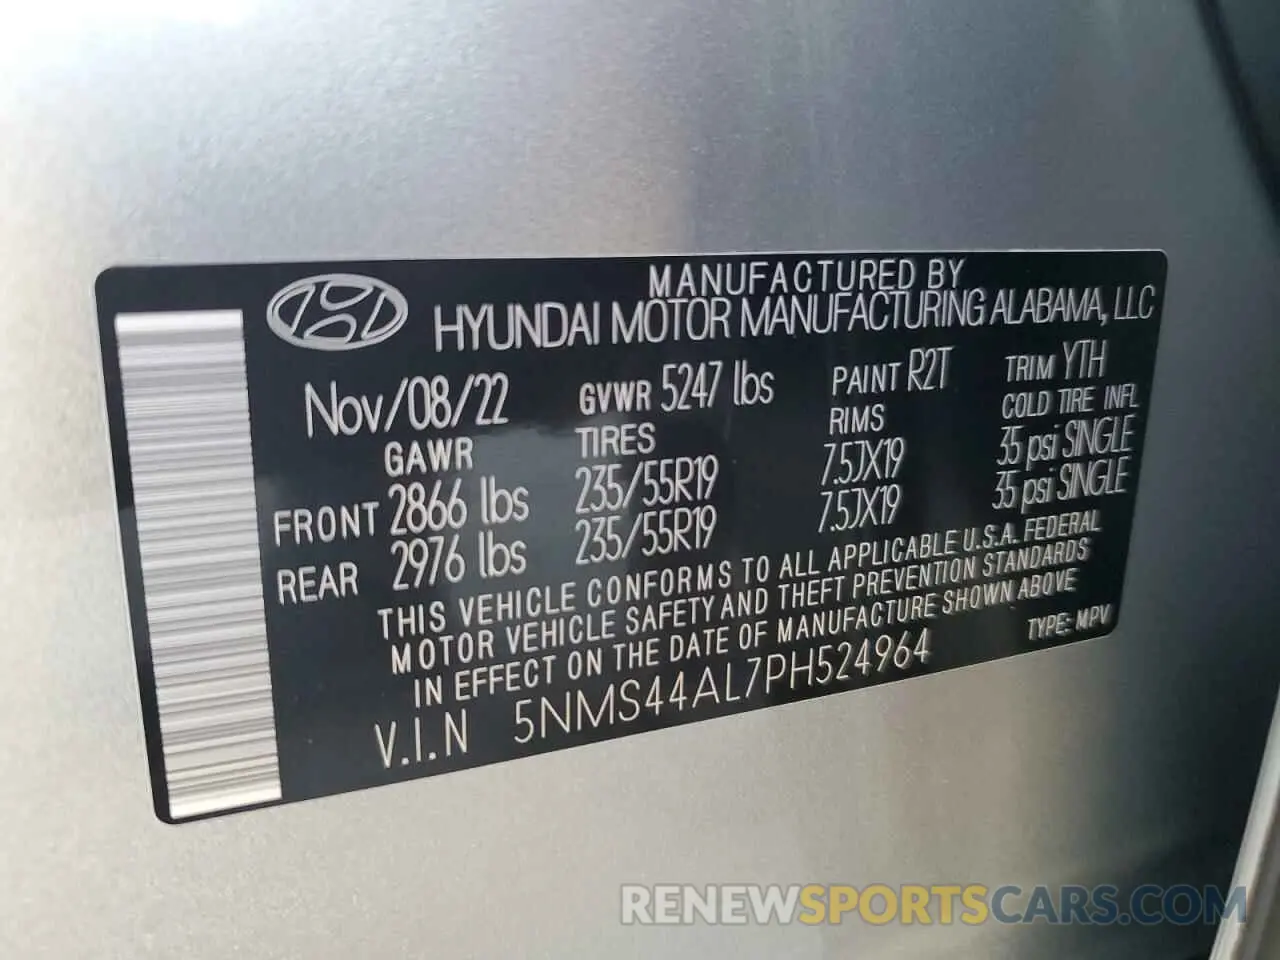 MANUFACTURED BY
HYUNDAI MOTOR MANUFACTURING ALABAMA, LLC
Nov/08/22 GVWR 5247 lbs PAINT R2T TRIM YTH
GAWR TIRES RIMS COLD TIRE INFL
FRONT 2866 lbs 235/55R19 7.5JX19 35 psi SINGLE
REAR 2976 lbs 235/55R19 7.5JX19 35 psi SINGLE
THIS VEHICLE CONFORMS TO ALL APPLICABLE U.S.A. FEDERAL
MOTOR VEHICLE SAFETY AND THEFT PREVENTION STANDARDS
IN EFFECT ON THE DATE OF MANUFACTURE SHOWN ABOVE
V.I.N 5NMS44AL7PH524964 TYPE: MPV
RENEWSPORTSCARS.COM